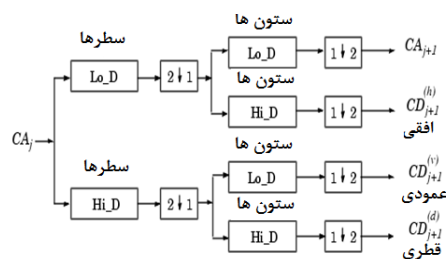 ستون ها
سطرها
Lo_D
2↓1
Lo_D
1↓2
CA_{j+1}
ستون ها
Hi_D
1↓2
CD_{j+1}^{(h)}
افقی
CA_j
سطرها
Hi_D
2↓1
ستون ها
Lo_D
1↓2
CD_{j+1}^{(v)}
عمودی
ستون ها
Hi_D
1↓2
CD_{j+1}^{(d)}
قطری